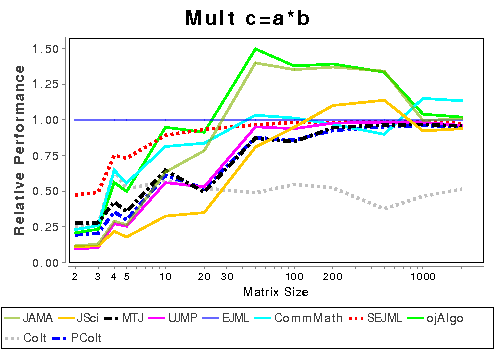 Mult c=a*b
Relative Performance
1.50
1.25
1.00
0.75
0.50
0.25
0.00
2 3 4 5 10 20 30 100 200 1000
Matrix Size
JAMA JSci MTJ UJMP EJML CommMath SEJML ojAlgo
Colt PColt